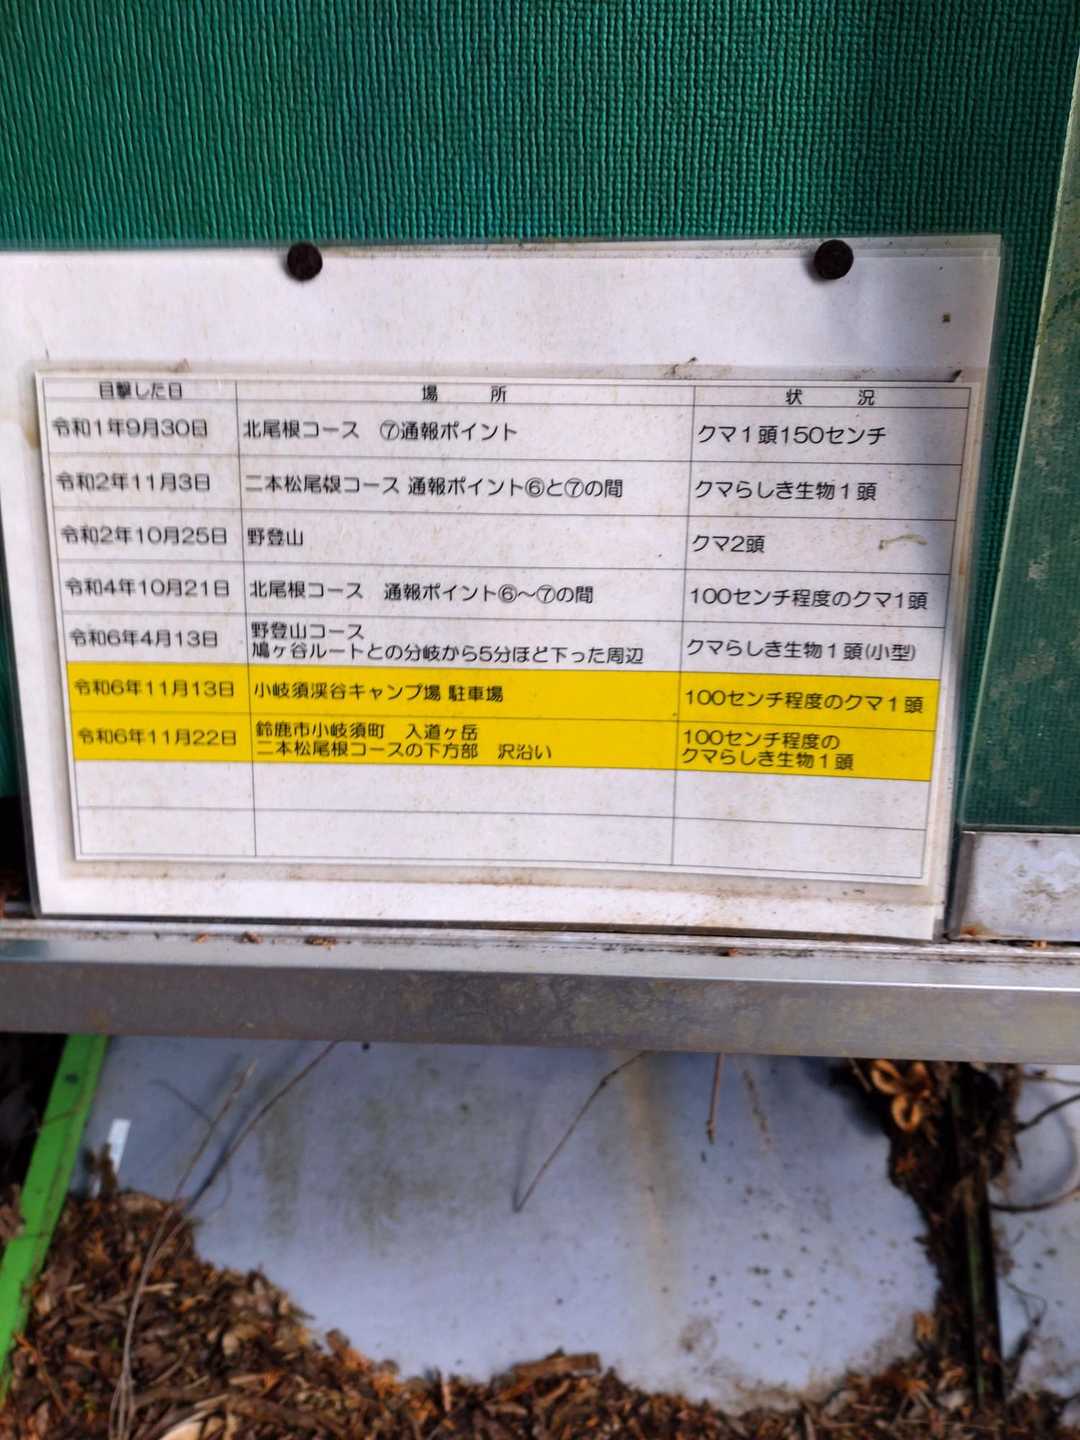 目撃した日 場所 状況
令和1年9月30日 北尾根コース ⑦通報ポイント クマ1頭150センチ
令和2年11月3日 二本松尾根コース 通報ポイント⑥と⑦の間 クマらしき生物1頭
令和2年10月25日 野登山 クマ2頭
令和4年10月21日 北尾根コース 通報ポイント⑥～⑦の間 100センチ程度のクマ1頭
令和6年4月13日 野登山コース
鳩ヶ谷ルートとの分岐から5分ほど下った周辺 クマらしき生物1頭(小型)
令和6年11月13日 小岐須渓谷キャンプ場 駐車場 100センチ程度のクマ1頭
令和6年11月22日 鈴鹿市小岐須町 入道ヶ岳
二本松尾根コースの下方部 沢沿い
100センチ程度の
クマらしき生物1頭